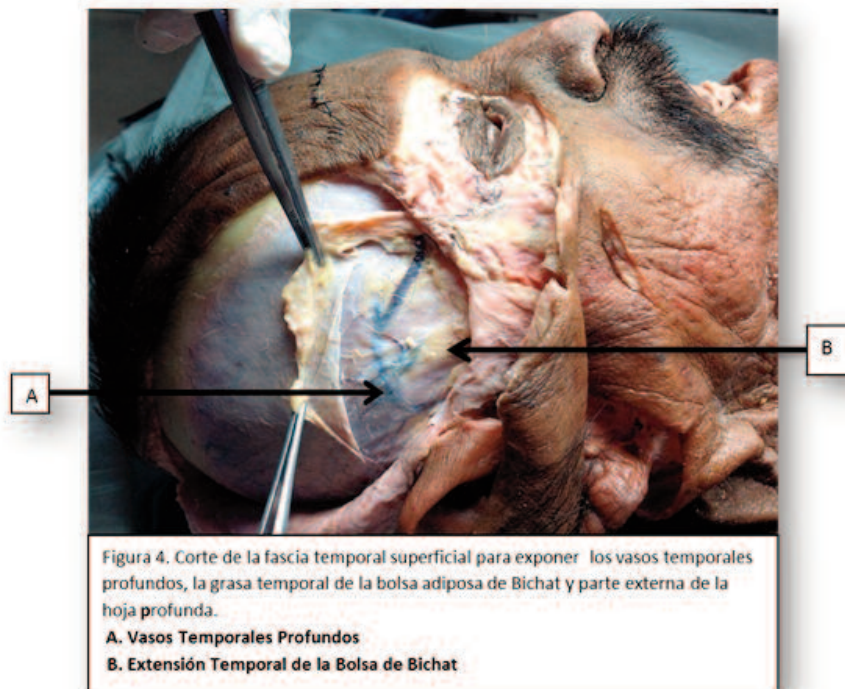 A
B
Figura 4. Corte de la fascia temporal superficial para exponer los vasos temporales
profundos, la grasa temporal de la bolsa adiposa de Bichat y parte externa de la
hoja profunda.
A. Vasos Temporales Profundos
B. Extensión Temporal de la Bolsa de Bichat